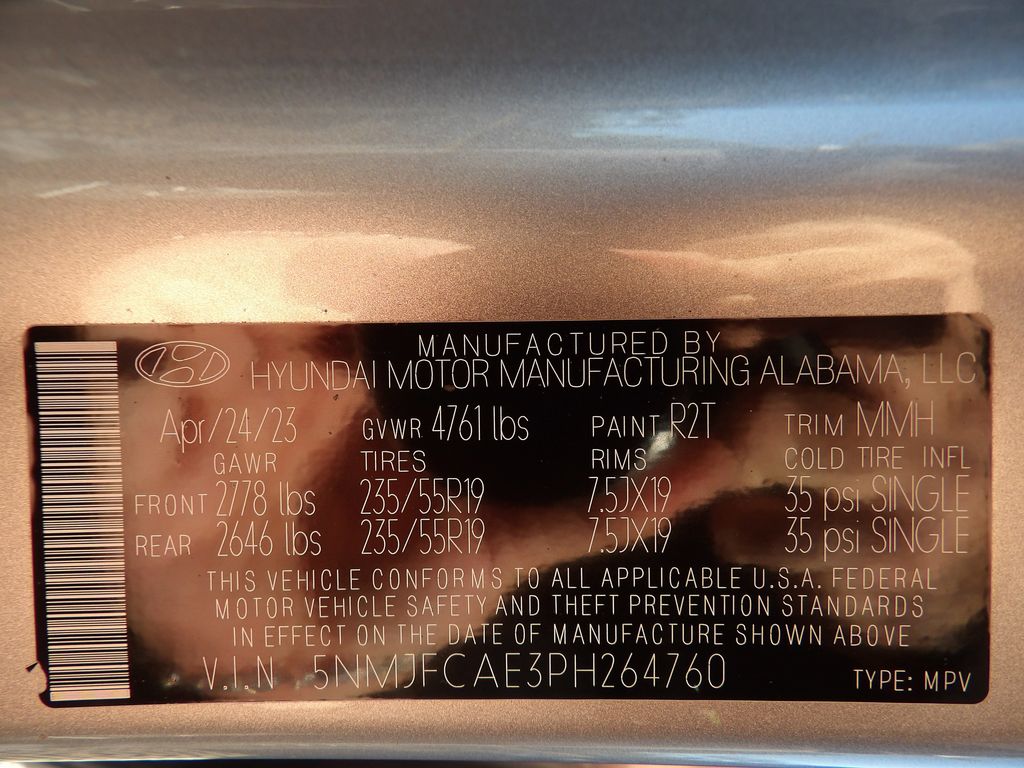 MANUFACTURED BY
HYUNDAI MOTOR MANUFACTURING ALABAMA, LLC
Apr/24/23 GVWR 4761 lbs PAINT R2T TRIM MMH
GAWR TIRES RIMS COLD TIRE INFL
FRONT 2778 lbs 235/55R19 7.5JX19 35 psi SINGLE
REAR 2646 lbs 235/55R19 7.5JX19 35 psi SINGLE
THIS VEHICLE CONFORMS TO ALL APPLICABLE U.S.A. FEDERAL
MOTOR VEHICLE SAFETY AND THEFT PREVENTION STANDARDS
IN EFFECT ON THE DATE OF MANUFACTURE SHOWN ABOVE
V.I.N 5NMJFCAE3PH264760 TYPE: MPV